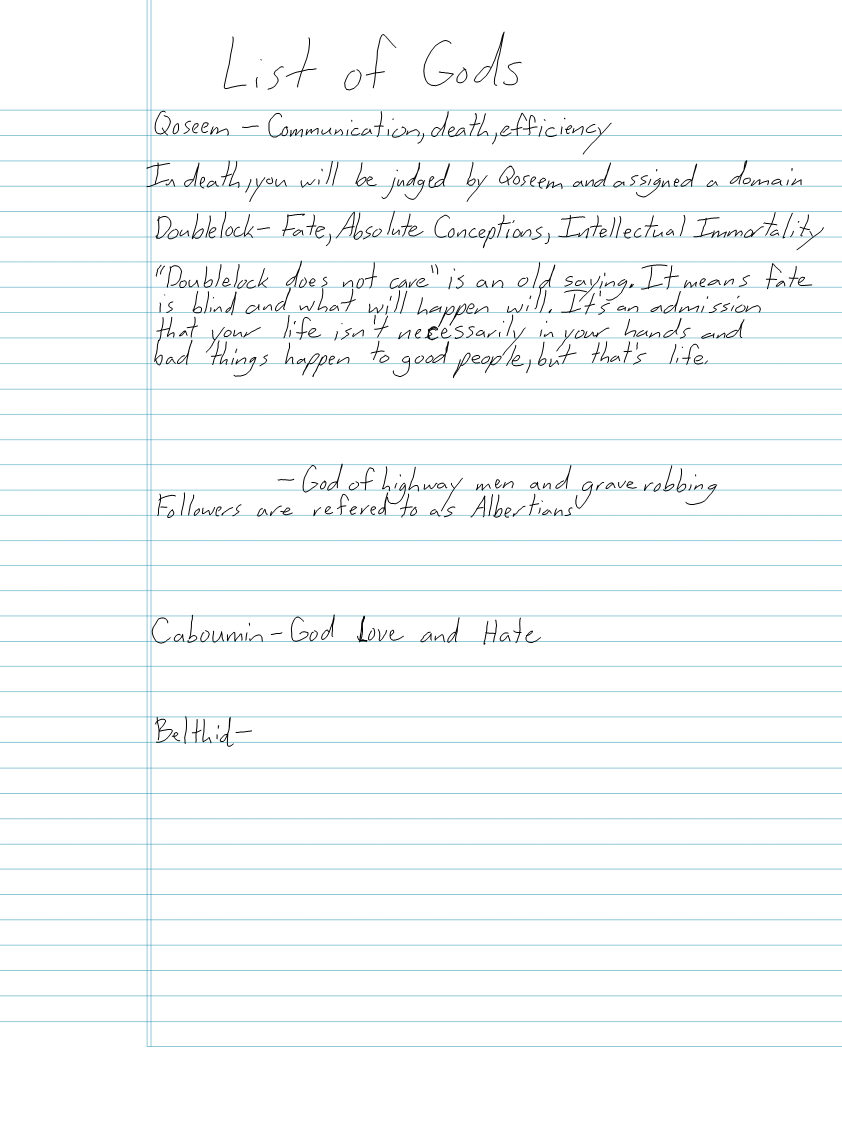 List of Gods
Qoseem - Communication, death, efficiency
In death, you will be judged by Qoseem and assigned a domain
Doublelock- Fate, Absolute Conceptions, Intellectual Immortality
"Doublelock does not care" is an old saying. It means fate
is blind and what will happen will. It's an admission
that your life isn't necessarily in your hands and
bad things happen to good people, but that's life.
- God of highway men and grave robbing
Followers are refered to as Albertians
Caboumin - God Love and Hate
Belthid-